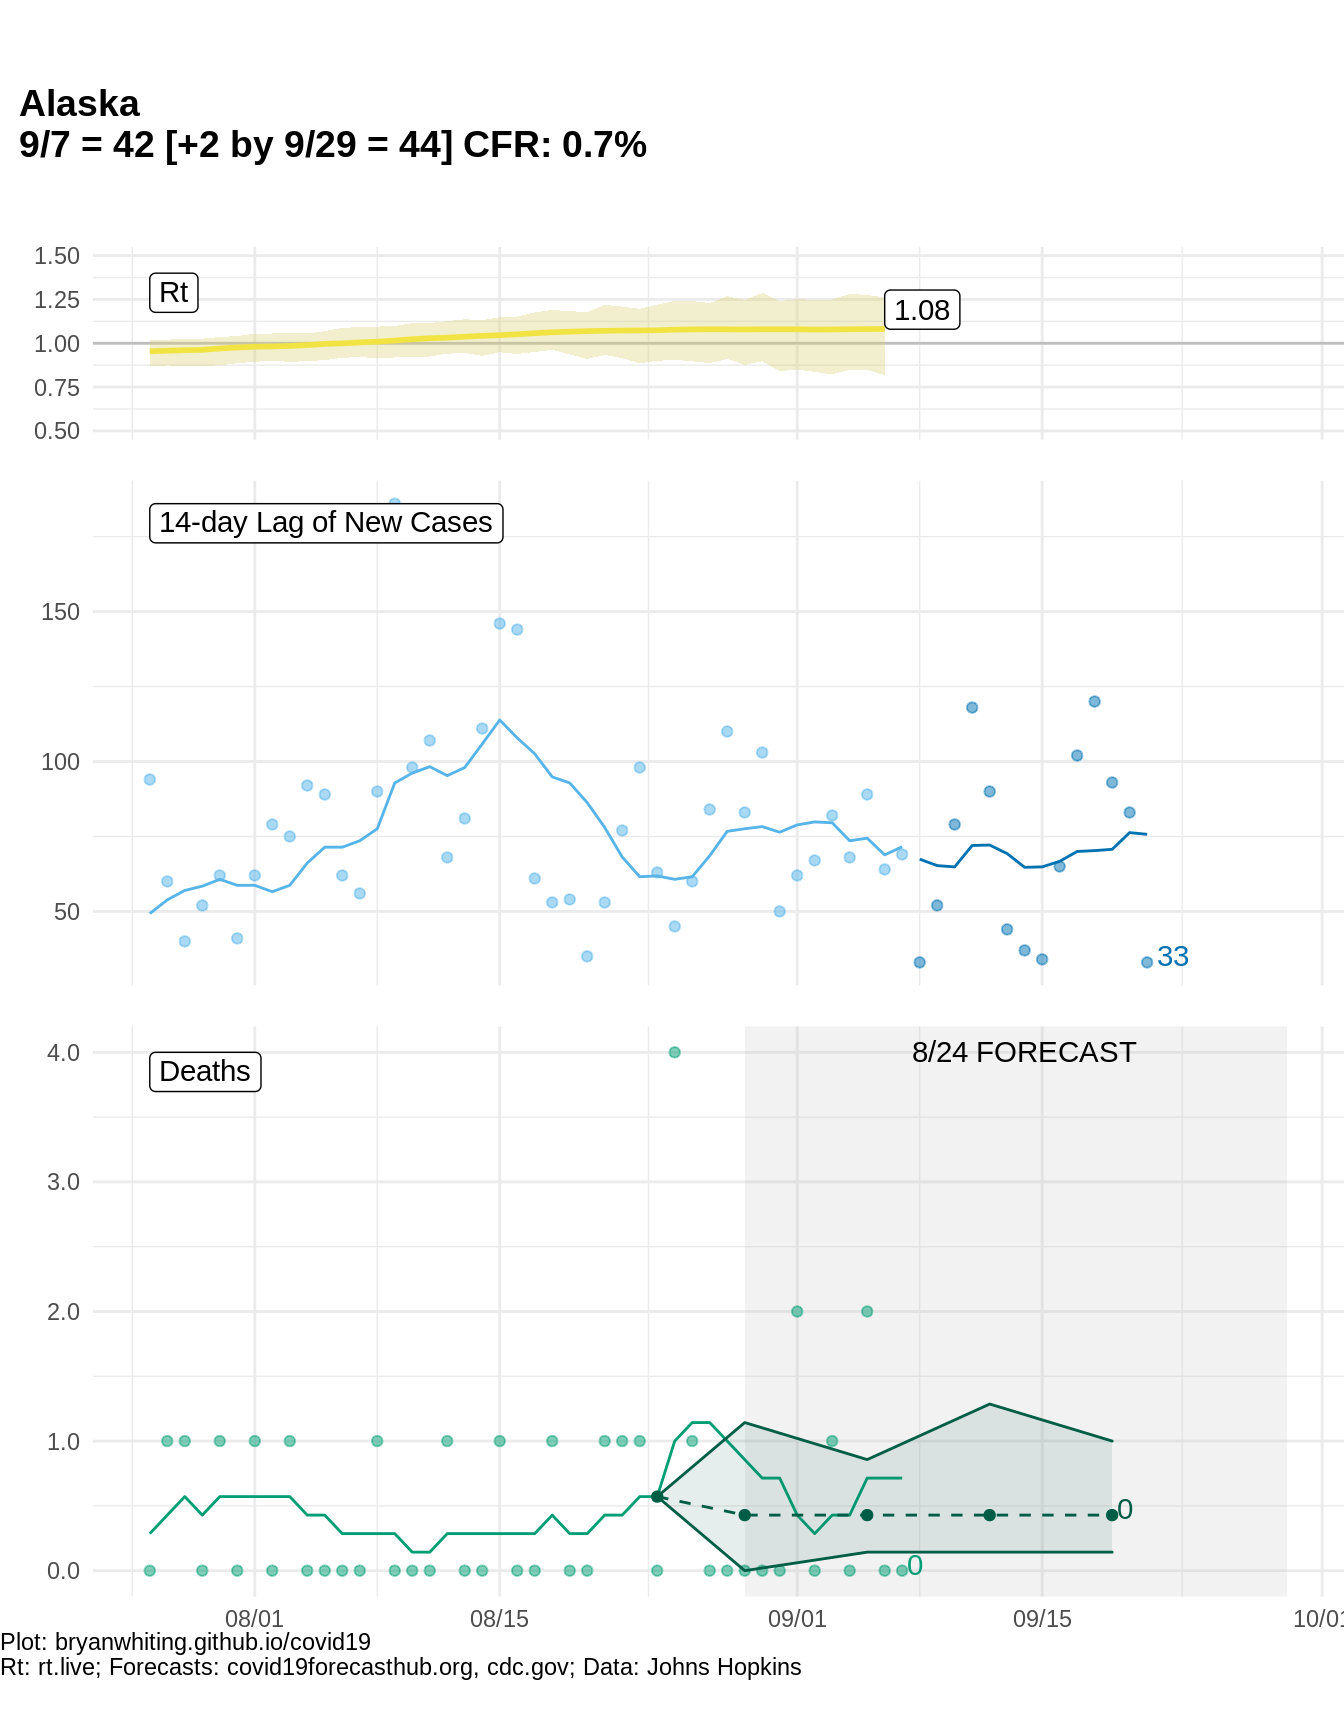 Alaska
9/7 = 42 [+2 by 9/29 = 44] CFR: 0.7%
1.50
1.25
1.00
0.75
0.50
Rt
1.08
14-day Lag of New Cases
150
100
50
33
4.0
3.0
2.0
1.0
0.0
Deaths
8/24 FORECAST
0
0
08/01 08/15 09/01 09/15 10/01
Plot: bryanwhiting.github.io/covid19
Rt: rt.live; Forecasts: covid19forecasthub.org, cdc.gov; Data: Johns Hopkins